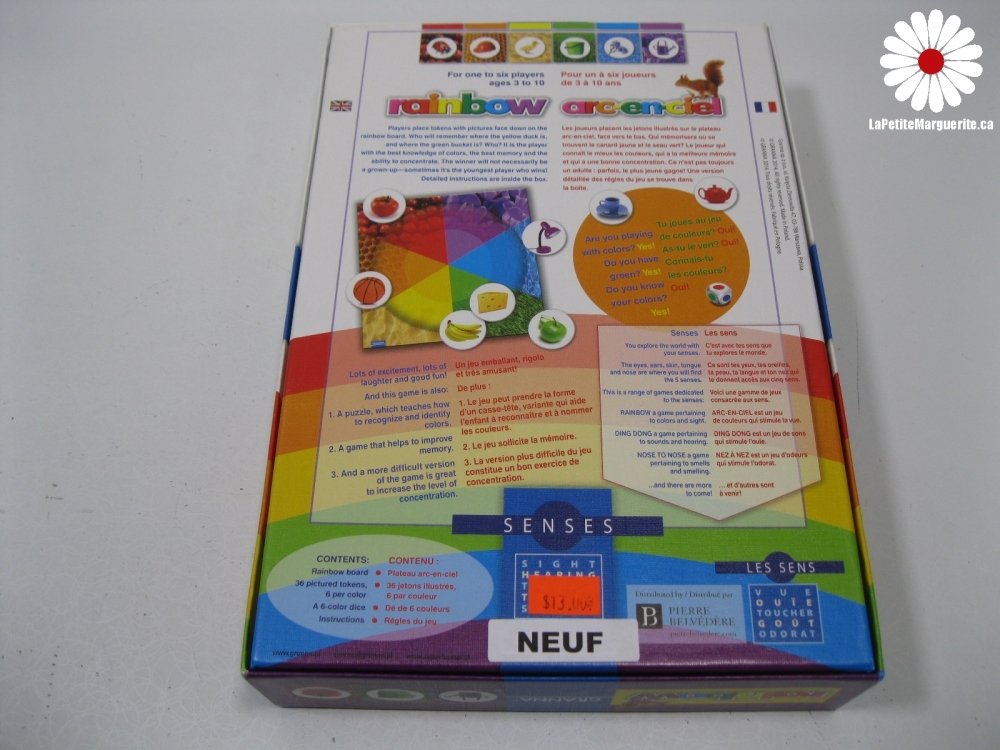 LaPetiteMarguerite.ca
For one to six players
ages 3 to 10
Pour un à six joueurs
de 3 à 10 ans
rainbow
arc-en-ciel
Players place tokens with pictures face down on the
rainbow board. Who will remember where the yellow duck is,
and where the green bucket is? Who? It is the player
with the best knowledge of colors, the best memory and the
ability to concentrate. The winner will not necessarily be
a grown-up—sometimes it's the youngest player who wins!
Detailed instructions are inside the box.
Les joueurs placent les jetons illustrés sur le plateau
arc-en-ciel, face vers le bas. Qui mémorisera où se
trouvent le canard jaune et le seau vert? Le joueur qui
connaît le mieux les couleurs, qui a la meilleure mémoire
et qui a une bonne concentration. Ce n'est pas toujours
un adulte : parfois, le plus jeune gagne! Une version
détaillée des règles du jeu se trouve dans
la boîte.
Are you playing
with colors? Yes!
Do you have
green? Yes!
Do you know
your colors?
Yes!
Tu joues au jeu
de couleurs? Oui!
As-tu le vert? Oui!
Connais-tu
les couleurs?
Oui!
Lots of excitement, lots of
laughter and good fun!
And this game is also:
1. A puzzle, which teaches how
to recognize and identify
colors.
2. A game that helps to improve
memory.
3. And a more difficult version
of the game is great
to increase the level of
concentration.
Un jeu emballant, rigolo
et très amusant!
De plus :
1. Le jeu peut prendre la forme
d'un casse-tête, variante qui aide
l'enfant à reconnaître et à nommer
les couleurs.
2. Le jeu sollicite la mémoire.
3. La version plus difficile du jeu
constitue un bon exercice de
concentration.
Senses
You explore the world with
your senses.
The eyes, ears, skin, tongue
and nose are where you will find
the 5 senses.
This is a range of games dedicated
to the senses:
RAINBOW a game pertaining
to colors and sight.
DING DONG a game pertaining
to sounds and hearing.
NOSE TO NOSE a game
pertaining to smells
and smelling.
...and there are more
to come!
Les sens
C'est avec les sens que
tu explores le monde.
Ce sont les yeux, les oreilles,
la peau, la langue et ton nez qui
te donnent accès aux cinq sens.
Voici une gamme de jeux
consacrée aux sens.
ARC-EN-CIEL est un jeu
de couleurs qui stimule la vue.
DING DONG est un jeu de sons
qui stimule l'ouïe.
NEZ À NEZ est un jeu d'odeurs
qui stimule l'odorat.
... et d'autres sont
à venir!
SENSES
CONTENTS:
Rainbow board
36 pictured tokens,
6 per color
A 6-color dice
Instructions
CONTENU :
Plateau arc-en-ciel
36 jetons illustrés,
6 par couleur
Dé de 6 couleurs
Règles du jeu
SIGHT
HEARING
$13.00
NEUF
Distributed by / Distribué par
B PIERRE
BELVÉDÈRE
LES SENS
VUE
OUÏE
TOUCHER
GOÛT
ODORAT
GRANNA